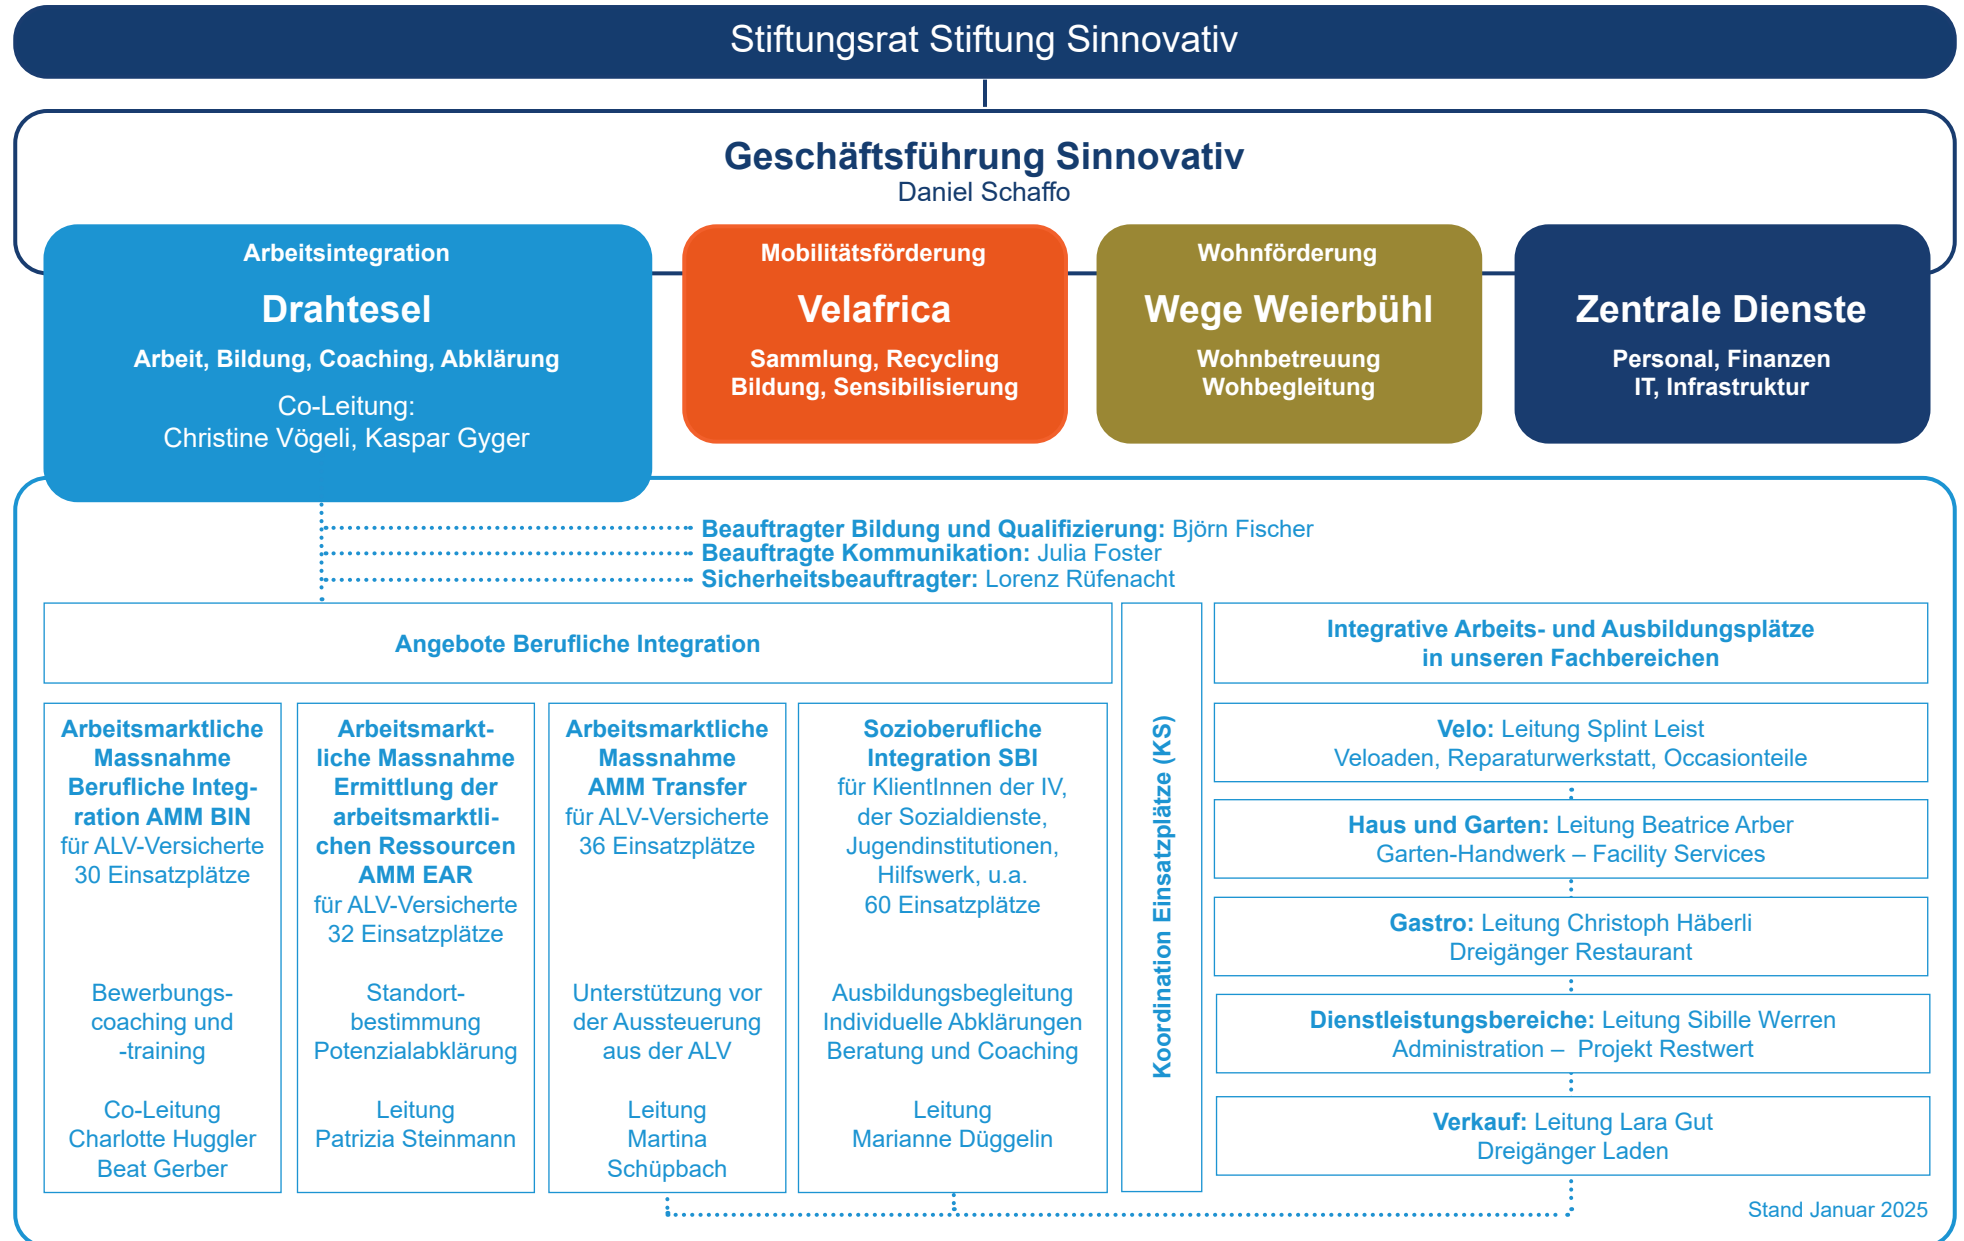 Stiftungsrat Stiftung Sinnovativ
Geschäftsführung Sinnovativ
Daniel Schaffo
Arbeitsintegration
Drahtesel
Arbeit, Bildung, Coaching, Abklärung
Co-Leitung:
Christine Vögeli, Kaspar Gyger
Mobilitätsförderung
Velafrica
Sammlung, Recycling
Bildung, Sensibilisierung
Wohnförderung
Wege Weierbühl
Wohnbetreuung
Wohbegleitung
Zentrale Dienste
Personal, Finanzen
IT, Infrastruktur
Beauftragter Bildung und Qualifizierung: Björn Fischer
Beauftragte Kommunikation: Julia Foster
Sicherheitsbeauftragter: Lorenz Rüfenacht
Angebote Berufliche Integration
Arbeitsmarktliche
Massnahme
Berufliche Integ-
ration AMM BIN
für ALV-Versicherte
30 Einsatzplätze
Bewerbungs-
coaching und
-training
Co-Leitung
Charlotte Huggler
Beat Gerber
Arbeitsmarkt-
liche Massnahme
Ermittlung der
arbeitsmarktli-
chen Ressourcen
AMM EAR
für ALV-Versicherte
32 Einsatzplätze
Standort-
bestimmung
Potenzialabklärung
Leitung
Patrizia Steinmann
Arbeitsmarktliche
Massnahme
AMM Transfer
für ALV-Versicherte
36 Einsatzplätze
Unterstützung vor
der Aussteuerung
aus der ALV
Leitung
Martina
Schüpbach
Sozioberufliche
Integration SBI
für KlientInnen der IV,
der Sozialdienste,
Jugendinstitutionen,
Hilfswerk, u.a.
60 Einsatzplätze
Ausbildungsbegleitung
Individuelle Abklärungen
Beratung und Coaching
Leitung
Marianne Düggelin
Koordination Einsatzplätze (KS)
Integrative Arbeits- und Ausbildungsplätze
in unseren Fachbereichen
Velo: Leitung Splint Leist
Veloaden, Reparaturwerkstatt, Occasionteile
Haus und Garten: Leitung Beatrice Arber
Garten-Handwerk – Facility Services
Gastro: Leitung Christoph Häberli
Dreigänger Restaurant
Dienstleistungsbereiche: Leitung Sibille Werren
Administration – Projekt Restwert
Verkauf: Leitung Lara Gut
Dreigänger Laden
Stand Januar 2025